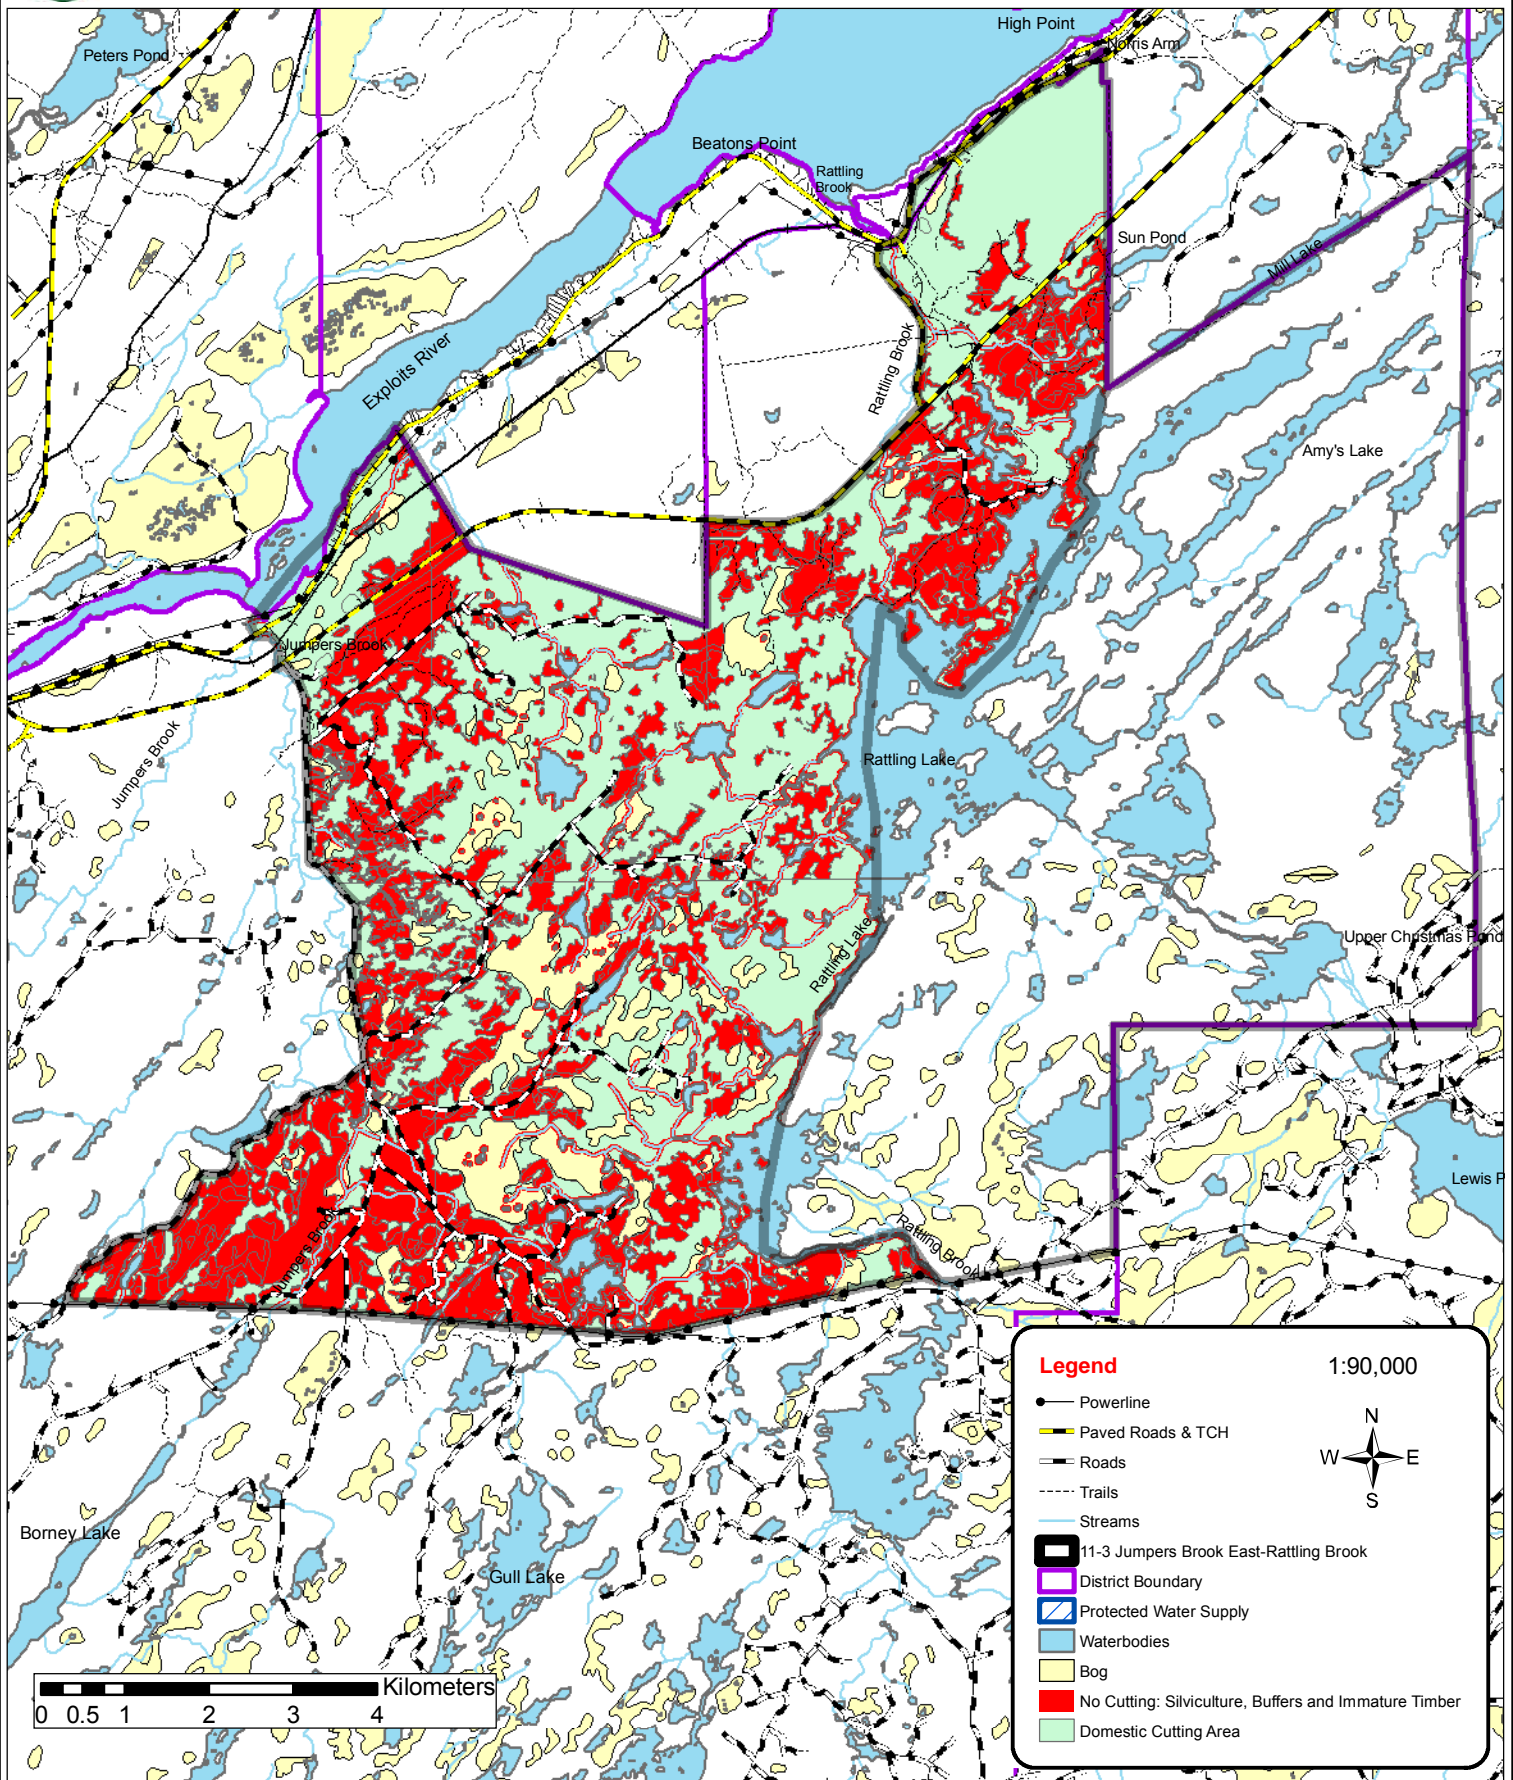 High Point
Norris Arm
Peters Pond
Beatons Point
Rattling
Brook
Sun Pond
Mill Lake
Exploits River
Rattling Brook
Amy's Lake
Jumpers Brook
Jumpers Brook
Rattling Lake
Rattling Lake
Upper Christmas Pond
Lewis P
Jumpers Brook
Rattling Brook
Borney Lake
Gull Lake
Legend
1:90,000
Powerline
Paved Roads & TCH
Roads
Trails
Streams
11-3 Jumpers Brook East-Rattling Brook
District Boundary
Protected Water Supply
Waterbodies
Bog
No Cutting: Silviculture, Buffers and Immature Timber
Domestic Cutting Area
N
W E
S
Kilometers
0 0.5 1 2 3 4